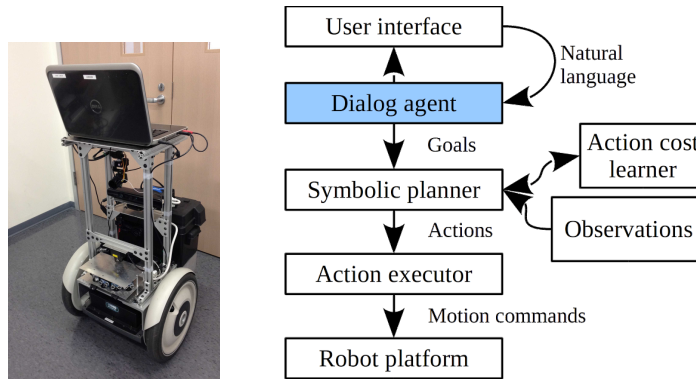 User interface
Natural
language
Dialog agent
Goals
Action cost
learner
Symbolic planner
Observations
Actions
Action executor
Motion commands
Robot platform